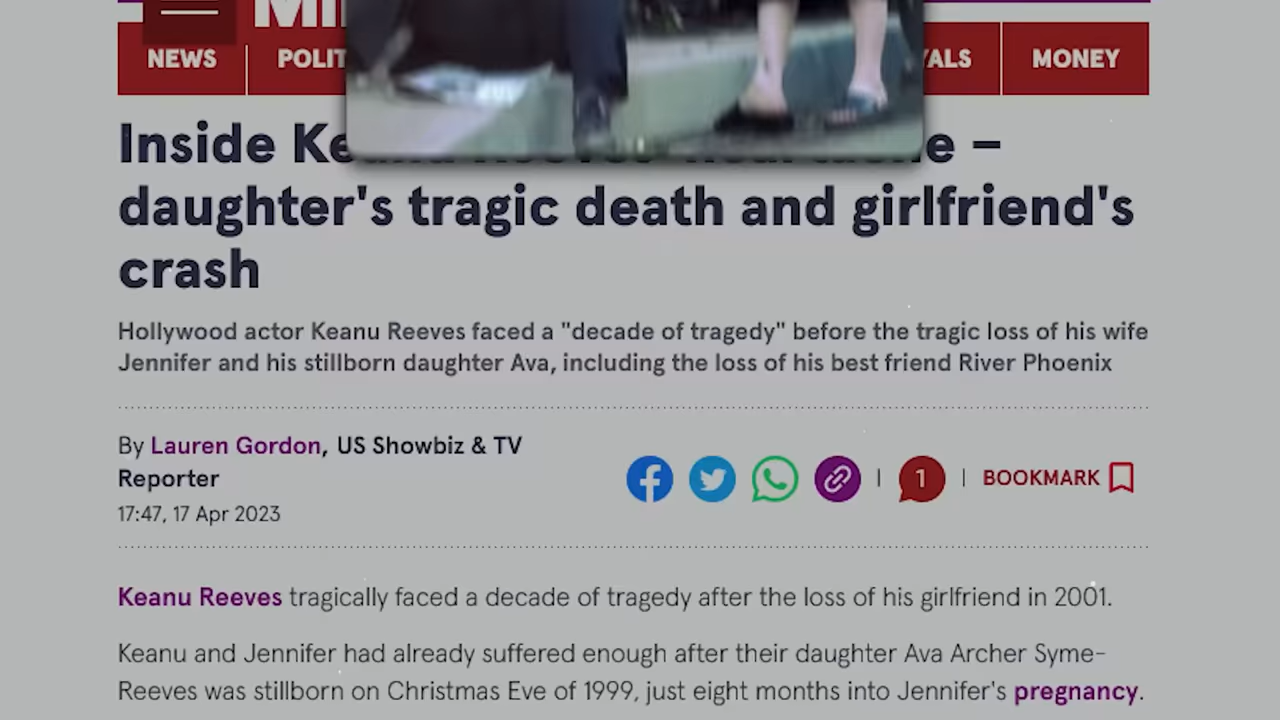 MI
NEWS
POLIT
VALS
MONEY
Inside Keanu Reeves' e –
daughter's tragic death and girlfriend's
crash
Hollywood actor Keanu Reeves faced a "decade of tragedy" before the tragic loss of his wife
Jennifer and his stillborn daughter Ava, including the loss of his best friend River Phoenix
By Lauren Gordon, US Showbiz & TV
Reporter
17:47, 17 Apr 2023
1
BOOKMARK
Keanu Reeves tragically faced a decade of tragedy after the loss of his girlfriend in 2001.
Keanu and Jennifer had already suffered enough after their daughter Ava Archer Syme-
Reeves was stillborn on Christmas Eve of 1999, just eight months into Jennifer's pregnancy.